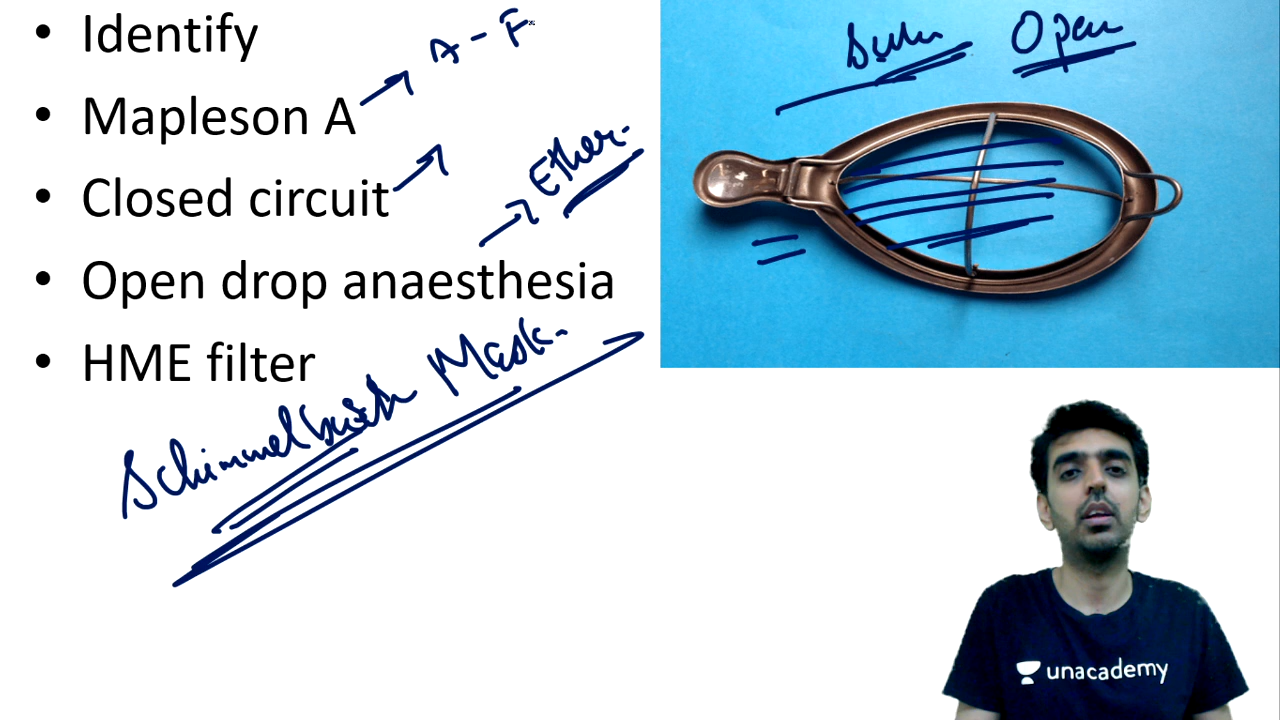 Identify
Mapleson A
A - F
Closed circuit
Ether.
Open drop anaesthesia
HME filter
Schimmelbusch Mask.
Open
unacademy